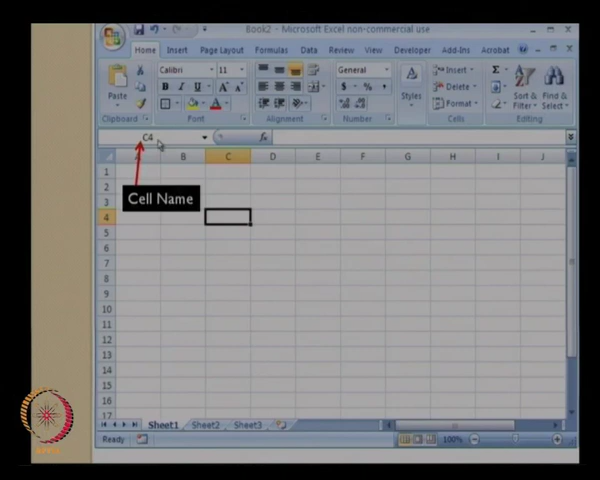 Book2 - Microsoft Excel non-commercial use
Home Insert Page Layout Formulas Data Review View Developer Add-Ins Acrobat
Calibri 11 General Insert Σ
Paste B I U A A $ % , Styles Delete Sort & Find &
A Format Filter Select
Clipboard Font Alignment Number Cells Editing
C4 fx
A B C D E F G H I J
1
2
Cell Name
3
4
5
6
7
8
9
10
11
12
13
14
15
16
17
Sheet1 Sheet2 Sheet3
Ready 100%
NPTEL